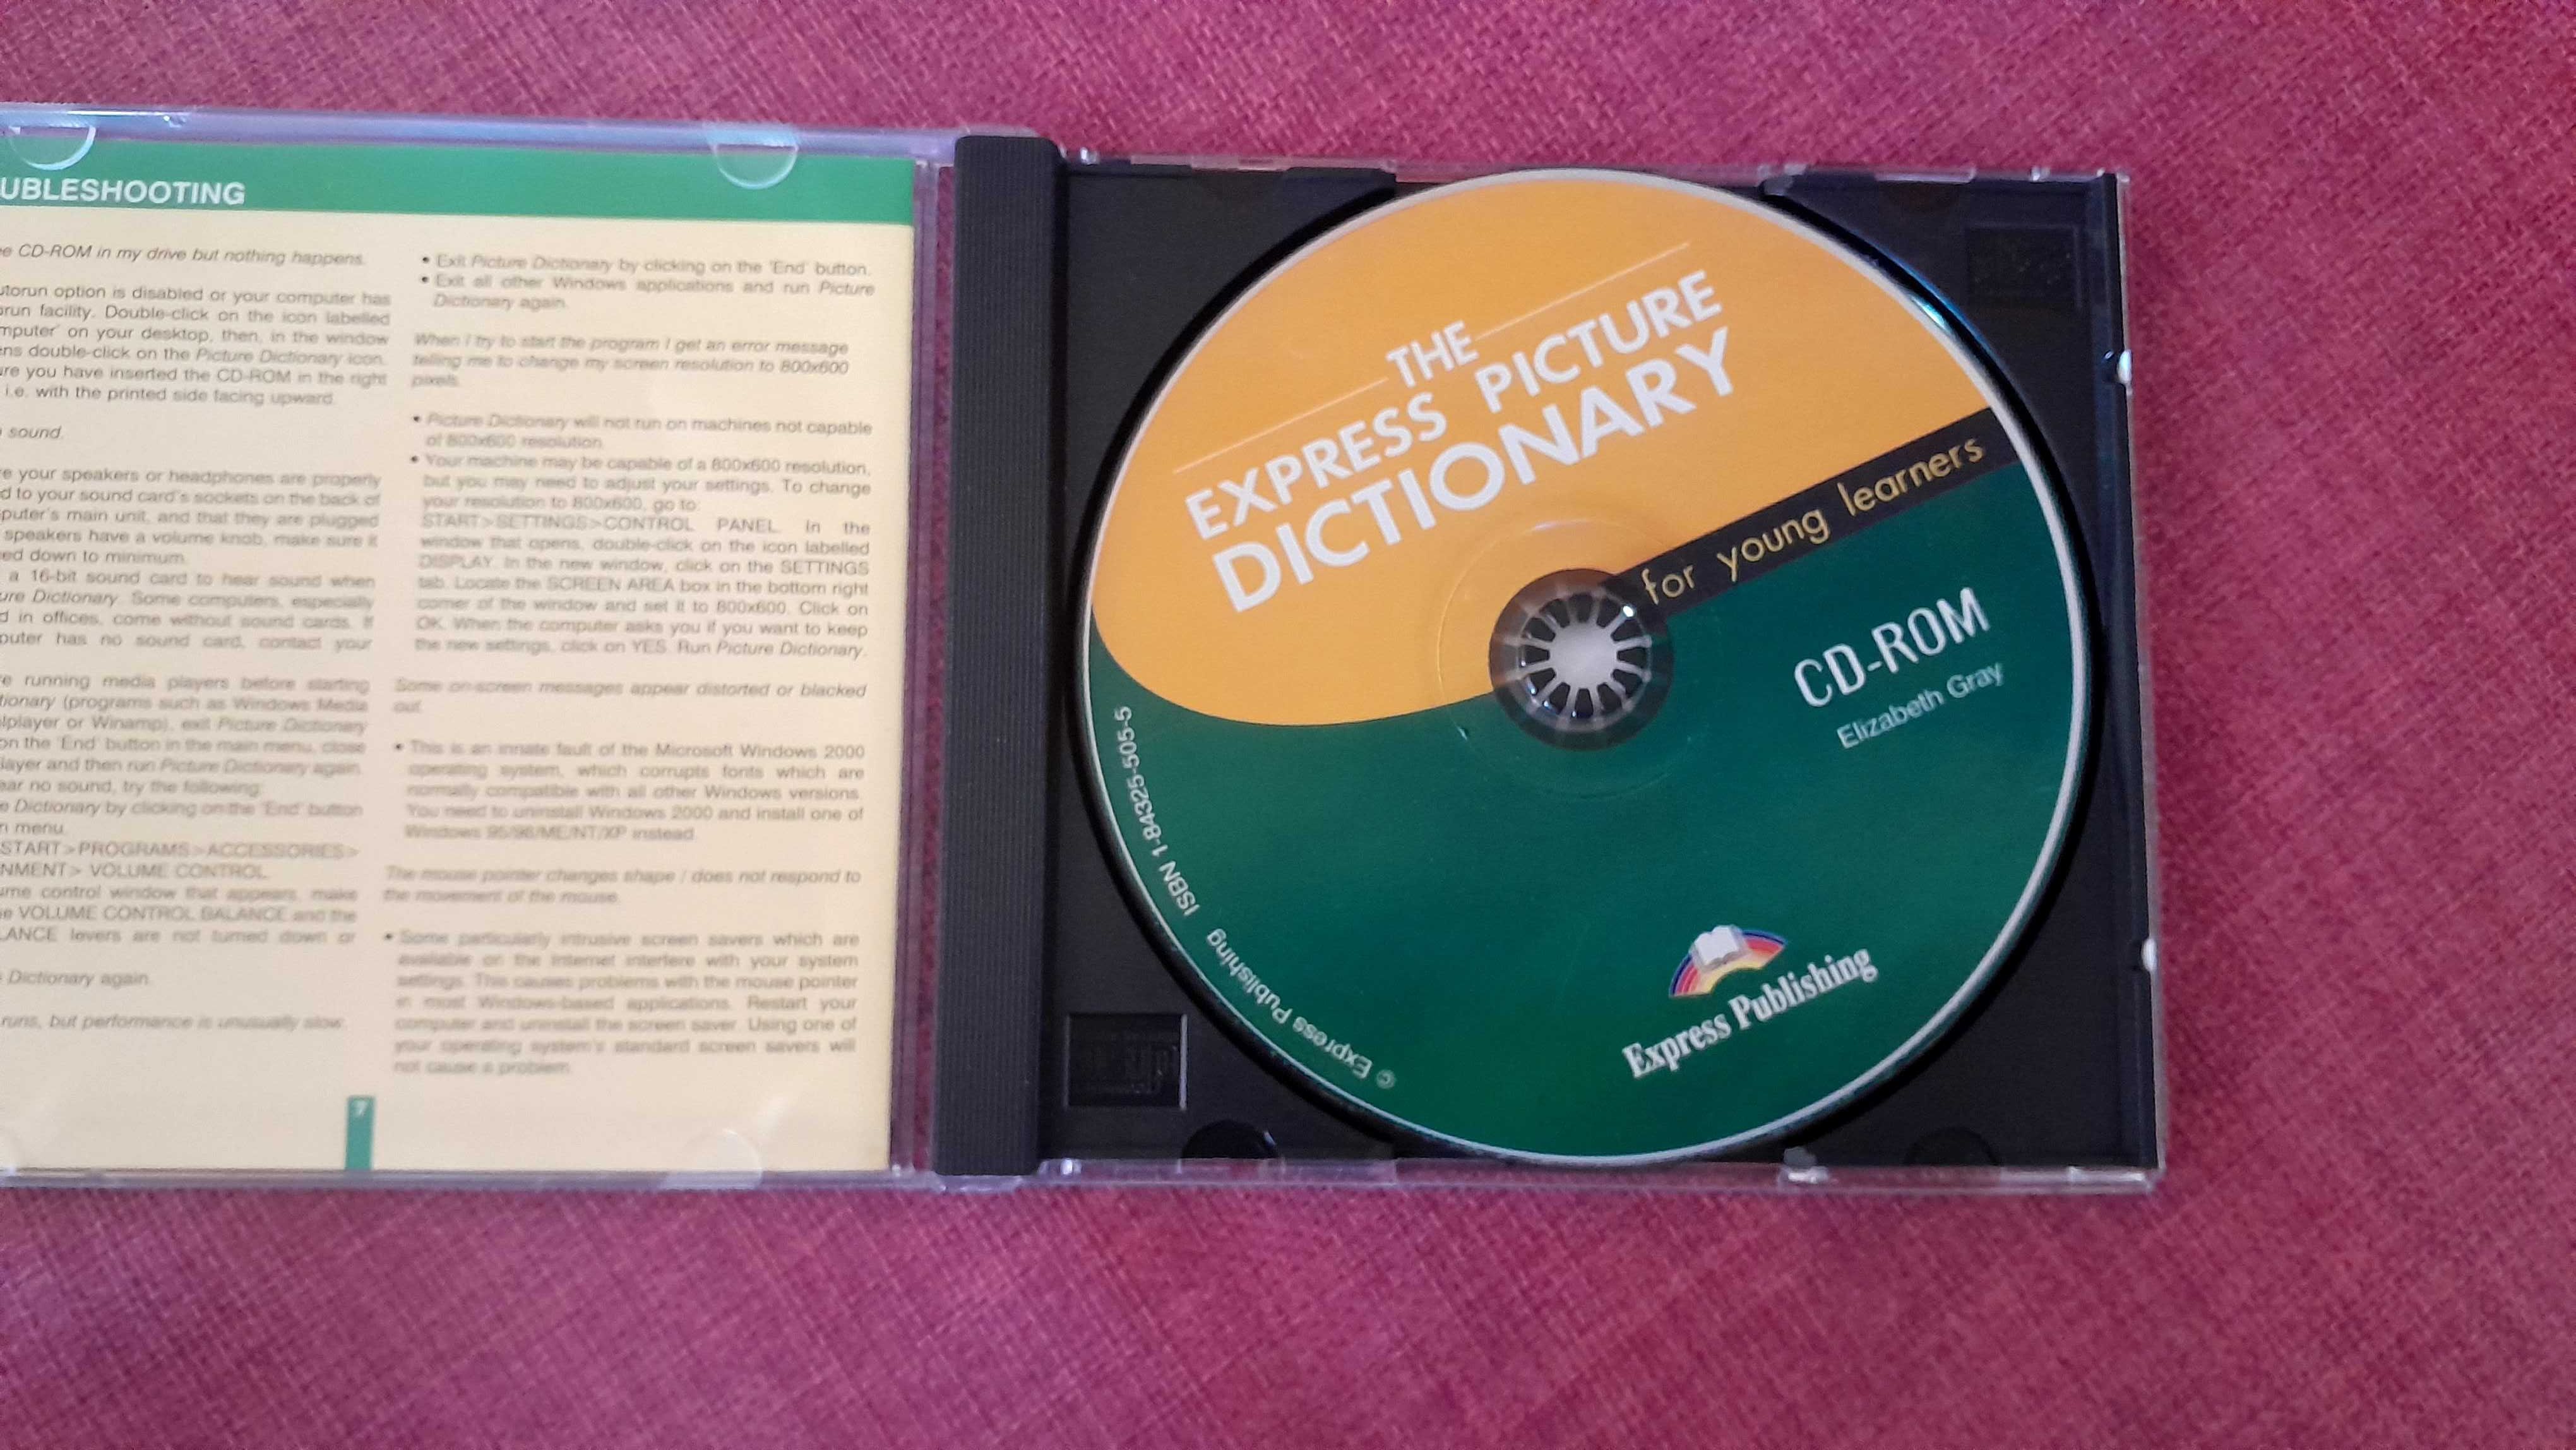 UBLESHOOTING
e CD-ROM in my drive but nothing happens.
utorun option is disabled or your computer has
orun facility. Double-click on the icon labelled
mputer' on your desktop, then, in the window
ens double-click on the Picture Dictionary icon.
ure you have inserted the CD-ROM in the right
i.e. with the printed side facing upward.
sound.
e your speakers or headphones are properly
d to your sound card's sockets on the back of
puter's main unit, and that they are plugged
speakers have a volume knob, make sure it
ed down to minimum.
a 16-bit sound card to hear sound when
ure Dictionary. Some computers, especially
d in offices, come without sound cards. If
puter has no sound card, contact your
e running media players before starting
tionary (programs such as Windows Media
lplayer or Winamp), exit Picture Dictionary
on the 'End' button in the main menu, close
layer and then run Picture Dictionary again.
ear no sound, try the following:
e Dictionary by clicking on the 'End' button
n menu.
START>PROGRAMS>ACCESSORIES>
NMENT> VOLUME CONTROL.
ume control window that appears, make
e VOLUME CONTROL BALANCE and the
LANCE levers are not turned down or
Dictionary again.
runs, but performance is unusually slow.
• Exit Picture Dictionary by clicking on the 'End' button.
• Exit all other Windows applications and run Picture
Dictionary again.
When I try to start the program I get an error message
telling me to change my screen resolution to 800x600
pixels.
• Picture Dictionary will not run on machines not capable
of 800x600 resolution.
• Your machine may be capable of a 800x600 resolution,
but you may need to adjust your settings. To change
your resolution to 800x600, go to:
START>SETTINGS>CONTROL PANEL. In the
window that opens, double-click on the icon labelled
DISPLAY. In the new window, click on the SETTINGS
tab. Locate the SCREEN AREA box in the bottom right
corner of the window and set it to 800x600. Click on
OK. When the computer asks you if you want to keep
the new settings, click on YES. Run Picture Dictionary.
Some on-screen messages appear distorted or blacked
out.
• This is an innate fault of the Microsoft Windows 2000
operating system, which corrupts fonts which are
normally compatible with all other Windows versions.
You need to uninstall Windows 2000 and install one of
Windows 95/98/ME/NT/XP instead.
The mouse pointer changes shape / does not respond to
the movement of the mouse.
• Some particularly intrusive screen savers which are
available on the Internet interfere with your system
settings. This causes problems with the mouse pointer
in most Windows-based applications. Restart your
computer and uninstall the screen saver. Using one of
your operating system's standard screen savers will
not cause a problem.
7
THE
EXPRESS PICTURE
DICTIONARY
for young learners
CD-ROM
Elizabeth Gray
Express Publishing
© Express Publishing ISBN 1-84325-505-5